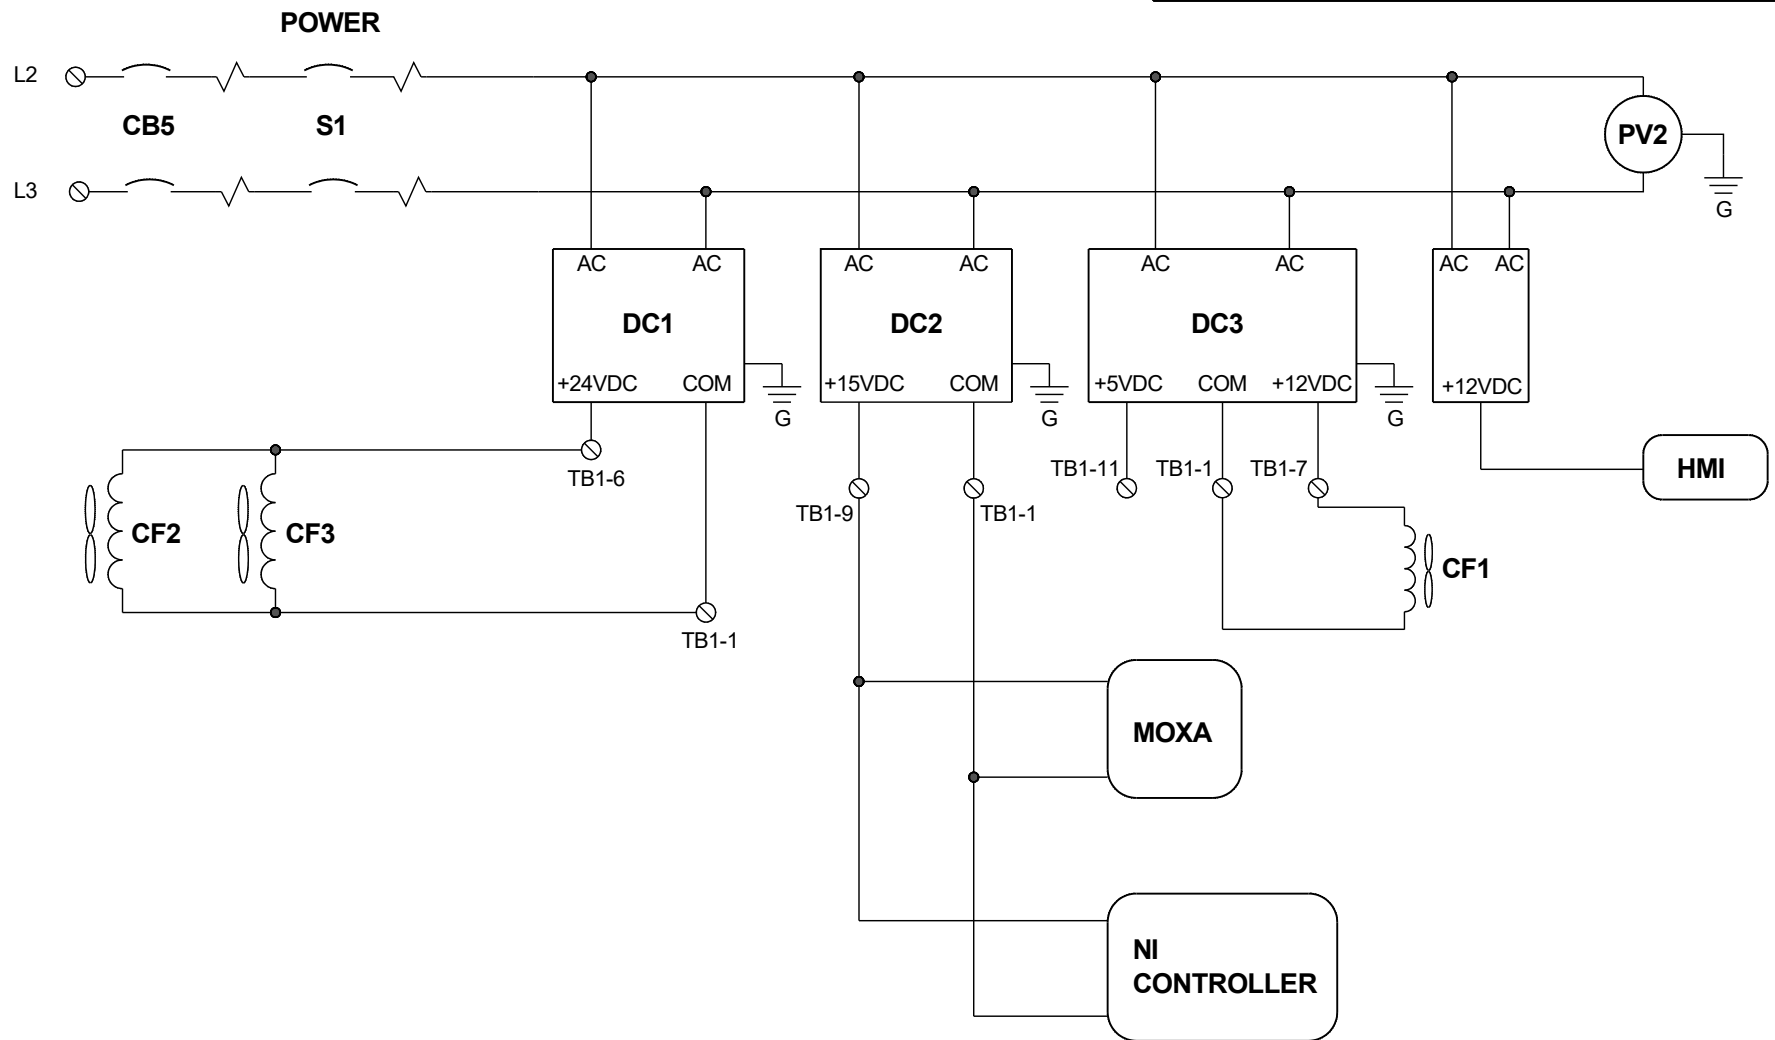 POWER
L2
CB5 S1
PV2
L3
G
AC AC AC AC AC AC AC AC
DC1 DC2 DC3
+24VDC COM +15VDC COM +5VDC COM +12VDC +12VDC
G G G
TB1-6 TB1-11 TB1-1 TB1-7 HMI
TB1-9 TB1-1
CF2 CF3
CF1
TB1-1
MOXA
NI
CONTROLLER